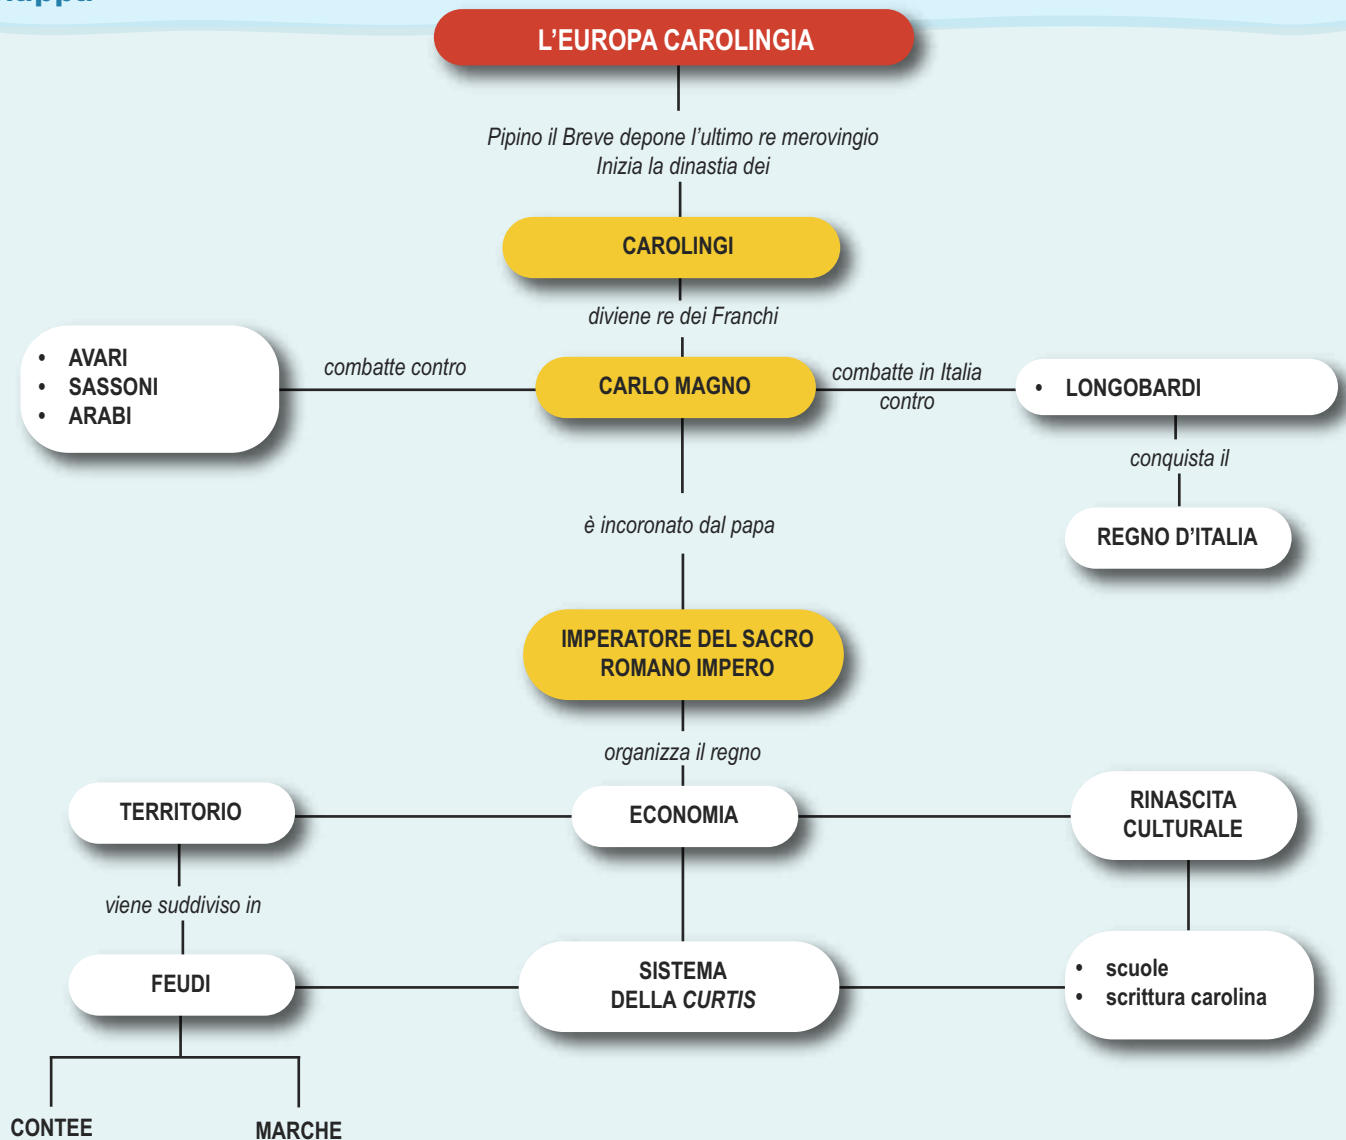 L'EUROPA CAROLINGIA
Pipino il Breve depone l'ultimo re merovingio
Inizia la dinastia dei
CAROLINGI
diviene re dei Franchi
• AVARI
• SASSONI
• ARABI
combatte contro
CARLO MAGNO
combatte in Italia
contro
• LONGOBARDI
conquista il
REGNO D'ITALIA
è incoronato dal papa
IMPERATORE DEL SACRO
ROMANO IMPERO
organizza il regno
TERRITORIO
ECONOMIA
RINASCITA
CULTURALE
viene suddiviso in
FEUDI
SISTEMA
DELLA CURTIS
• scuole
• scrittura carolina
CONTEE
MARCHE